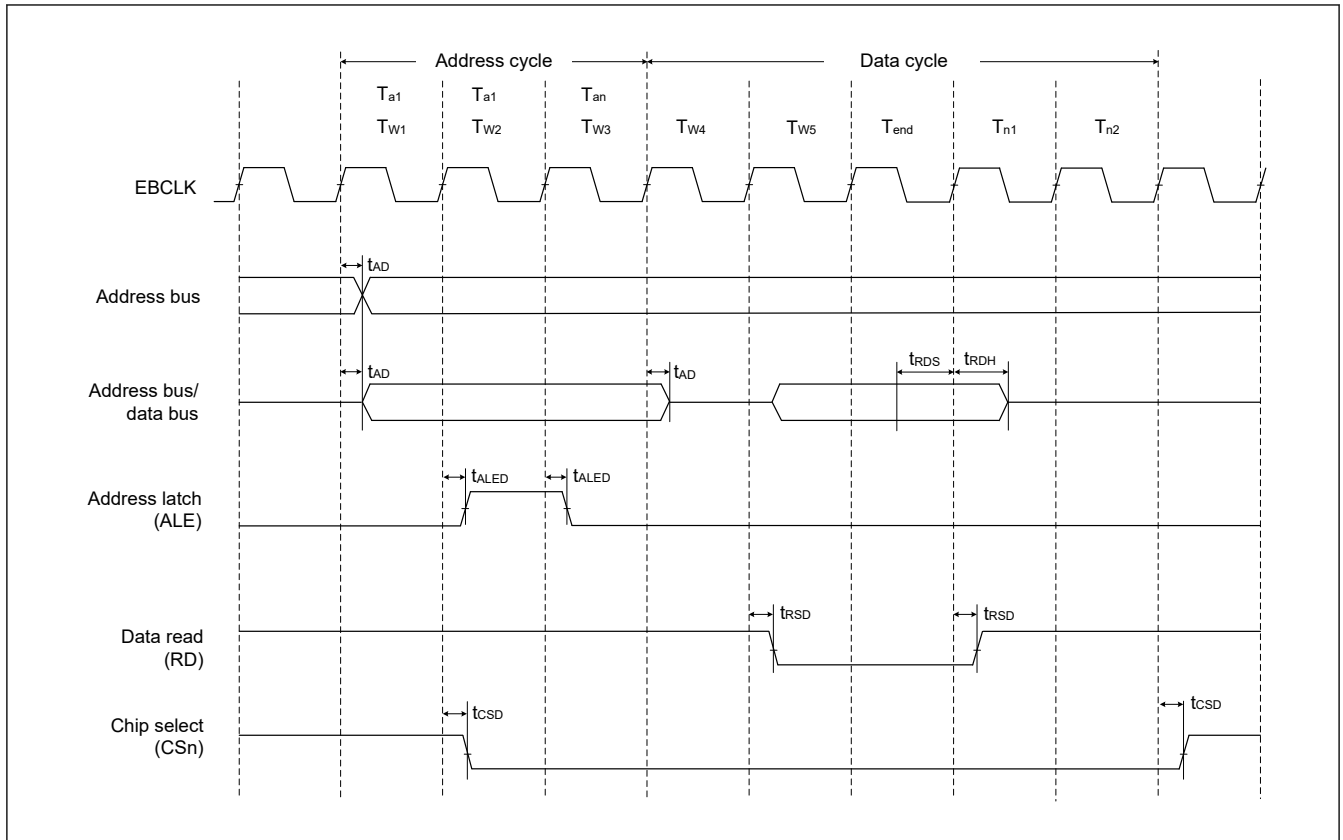 Address cycle Data cycle
Ta1 Ta1 Tan
TW1 TW2 TW3 TW4 TW5 Tend Tn1 Tn2
EBCLK
tAD
Address bus
tRDS tRDH
tAD tAD
Address bus/
data bus
tALED tALED
Address latch
(ALE)
tRSD tRSD
Data read
(RD)
tCSD tCSD
Chip select
(CSn)